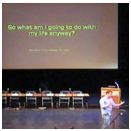 So what am I going to do with
my life anyway?